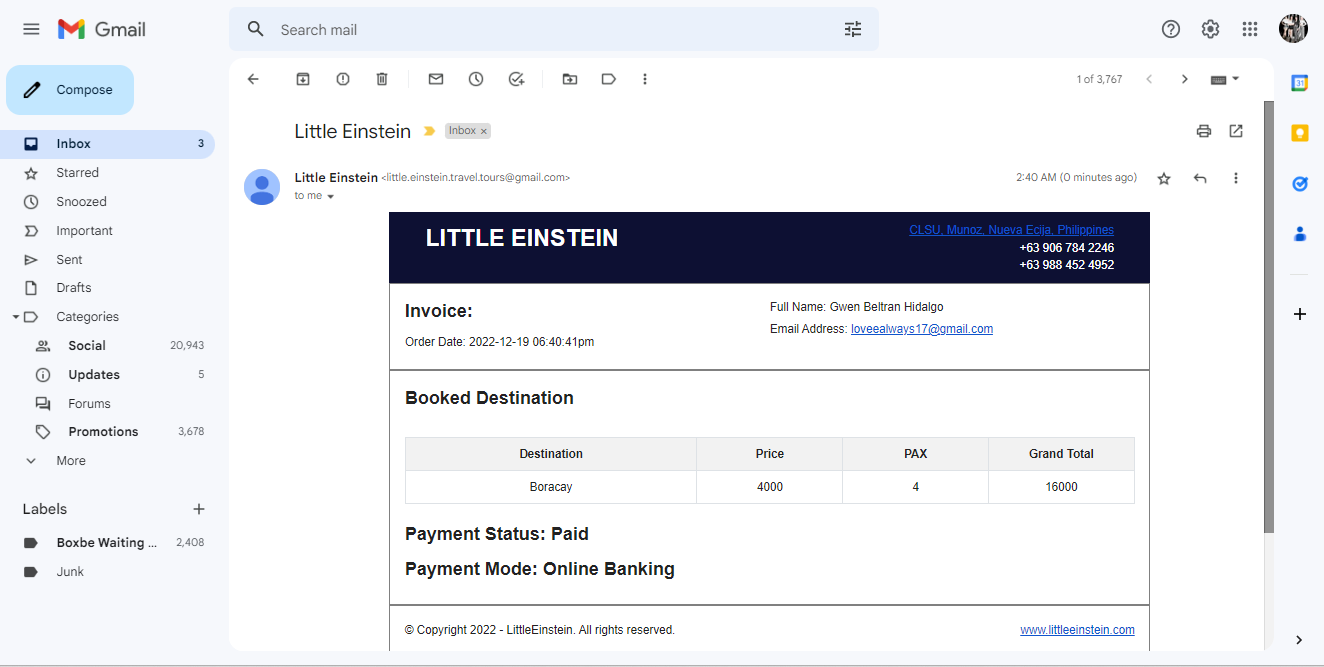 Gmail
Search mail
Compose
1 of 3,767
Inbox 3
Starred
Snoozed
Important
Sent
Drafts
Categories
Social 20,943
Updates 5
Forums
Promotions 3,678
More
Labels
Boxbe Waiting ... 2,408
Junk
Little Einstein
Inbox ×
Little Einstein <little.einstein.travel.tours@gmail.com>
2:40 AM (0 minutes ago)
to me
LITTLE EINSTEIN
CLSU, Munoz, Nueva Ecija, Philippines
+63 906 784 2246
+63 988 452 4952
Invoice:
Order Date: 2022-12-19 06:40:41pm
Full Name: Gwen Beltran Hidalgo
Email Address: loveealways17@gmail.com
Booked Destination
Destination Price PAX Grand Total
Boracay 4000 4 16000
Payment Status: Paid
Payment Mode: Online Banking
© Copyright 2022 - LittleEinstein. All rights reserved.
www.littleeinstein.com
31